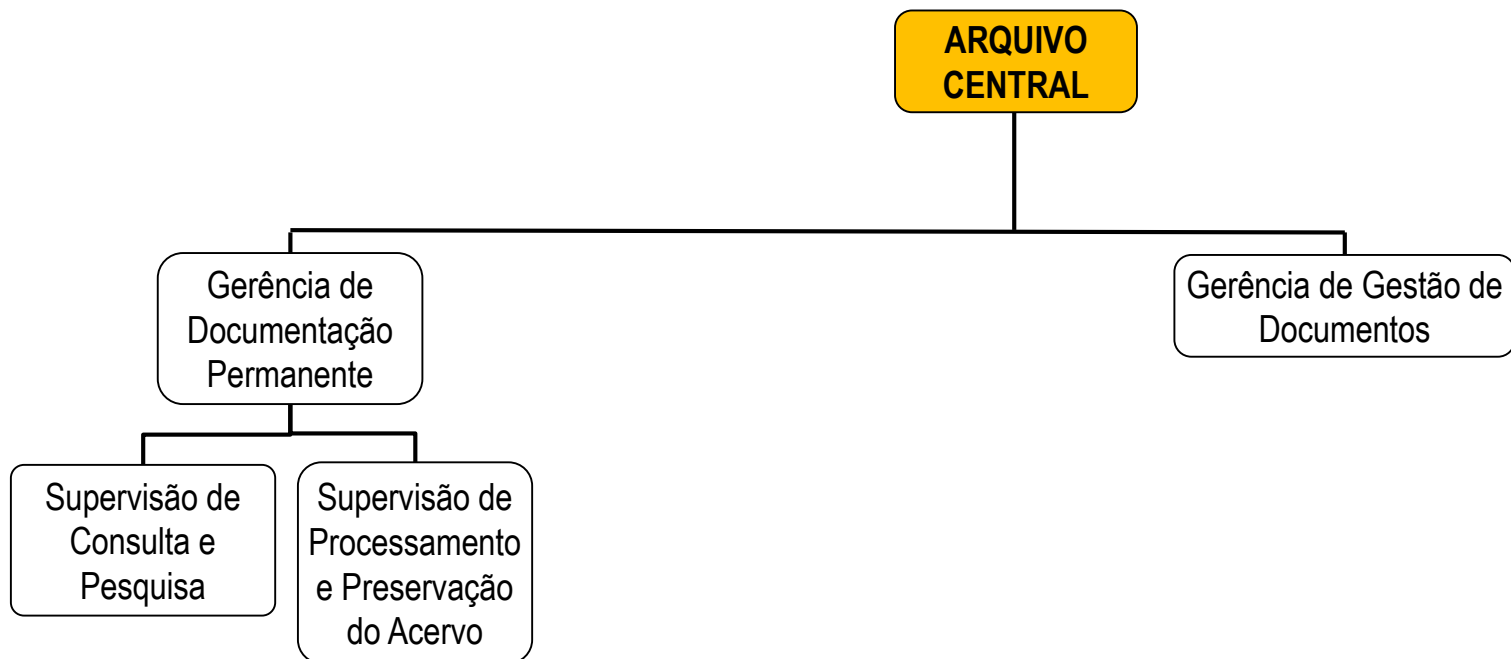 ARQUIVO
CENTRAL
Gerência de
Documentação
Permanente
Gerência de Gestão de
Documentos
Supervisão de
Consulta e
Pesquisa
Supervisão de
Processamento
e Preservação
do Acervo